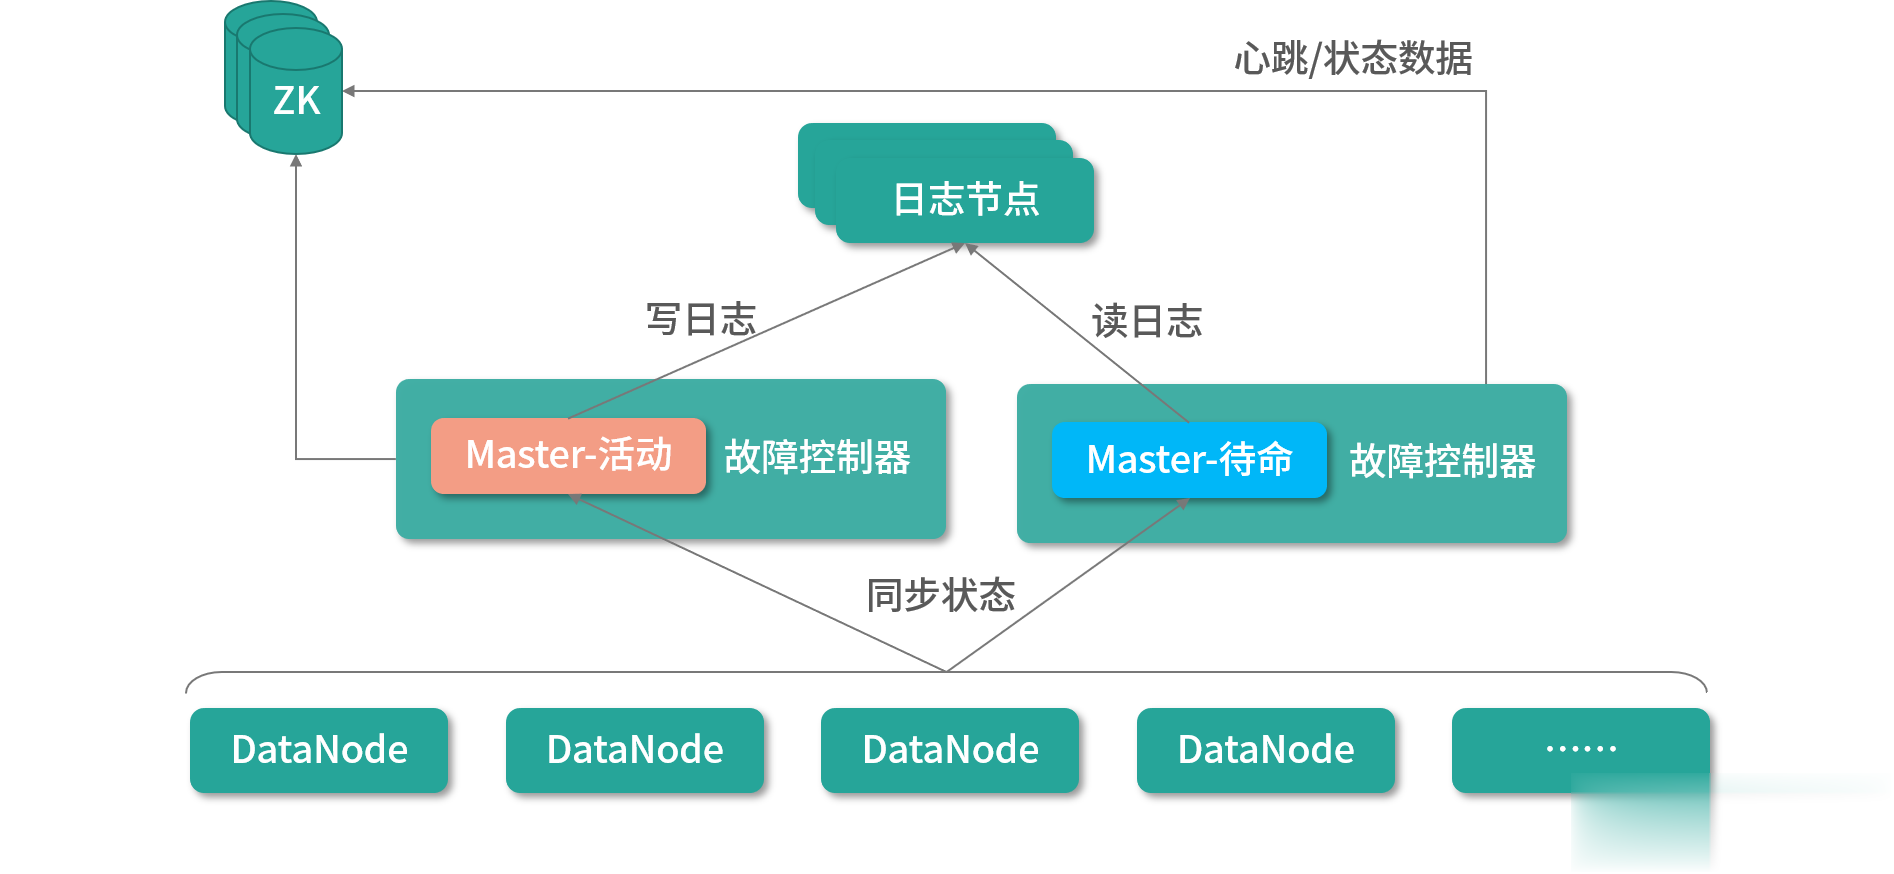 心跳/状态数据
ZK
日志节点
写日志
读日志
Master-活动
故障控制器
Master-待命
故障控制器
同步状态
DataNode
DataNode
DataNode
DataNode
······